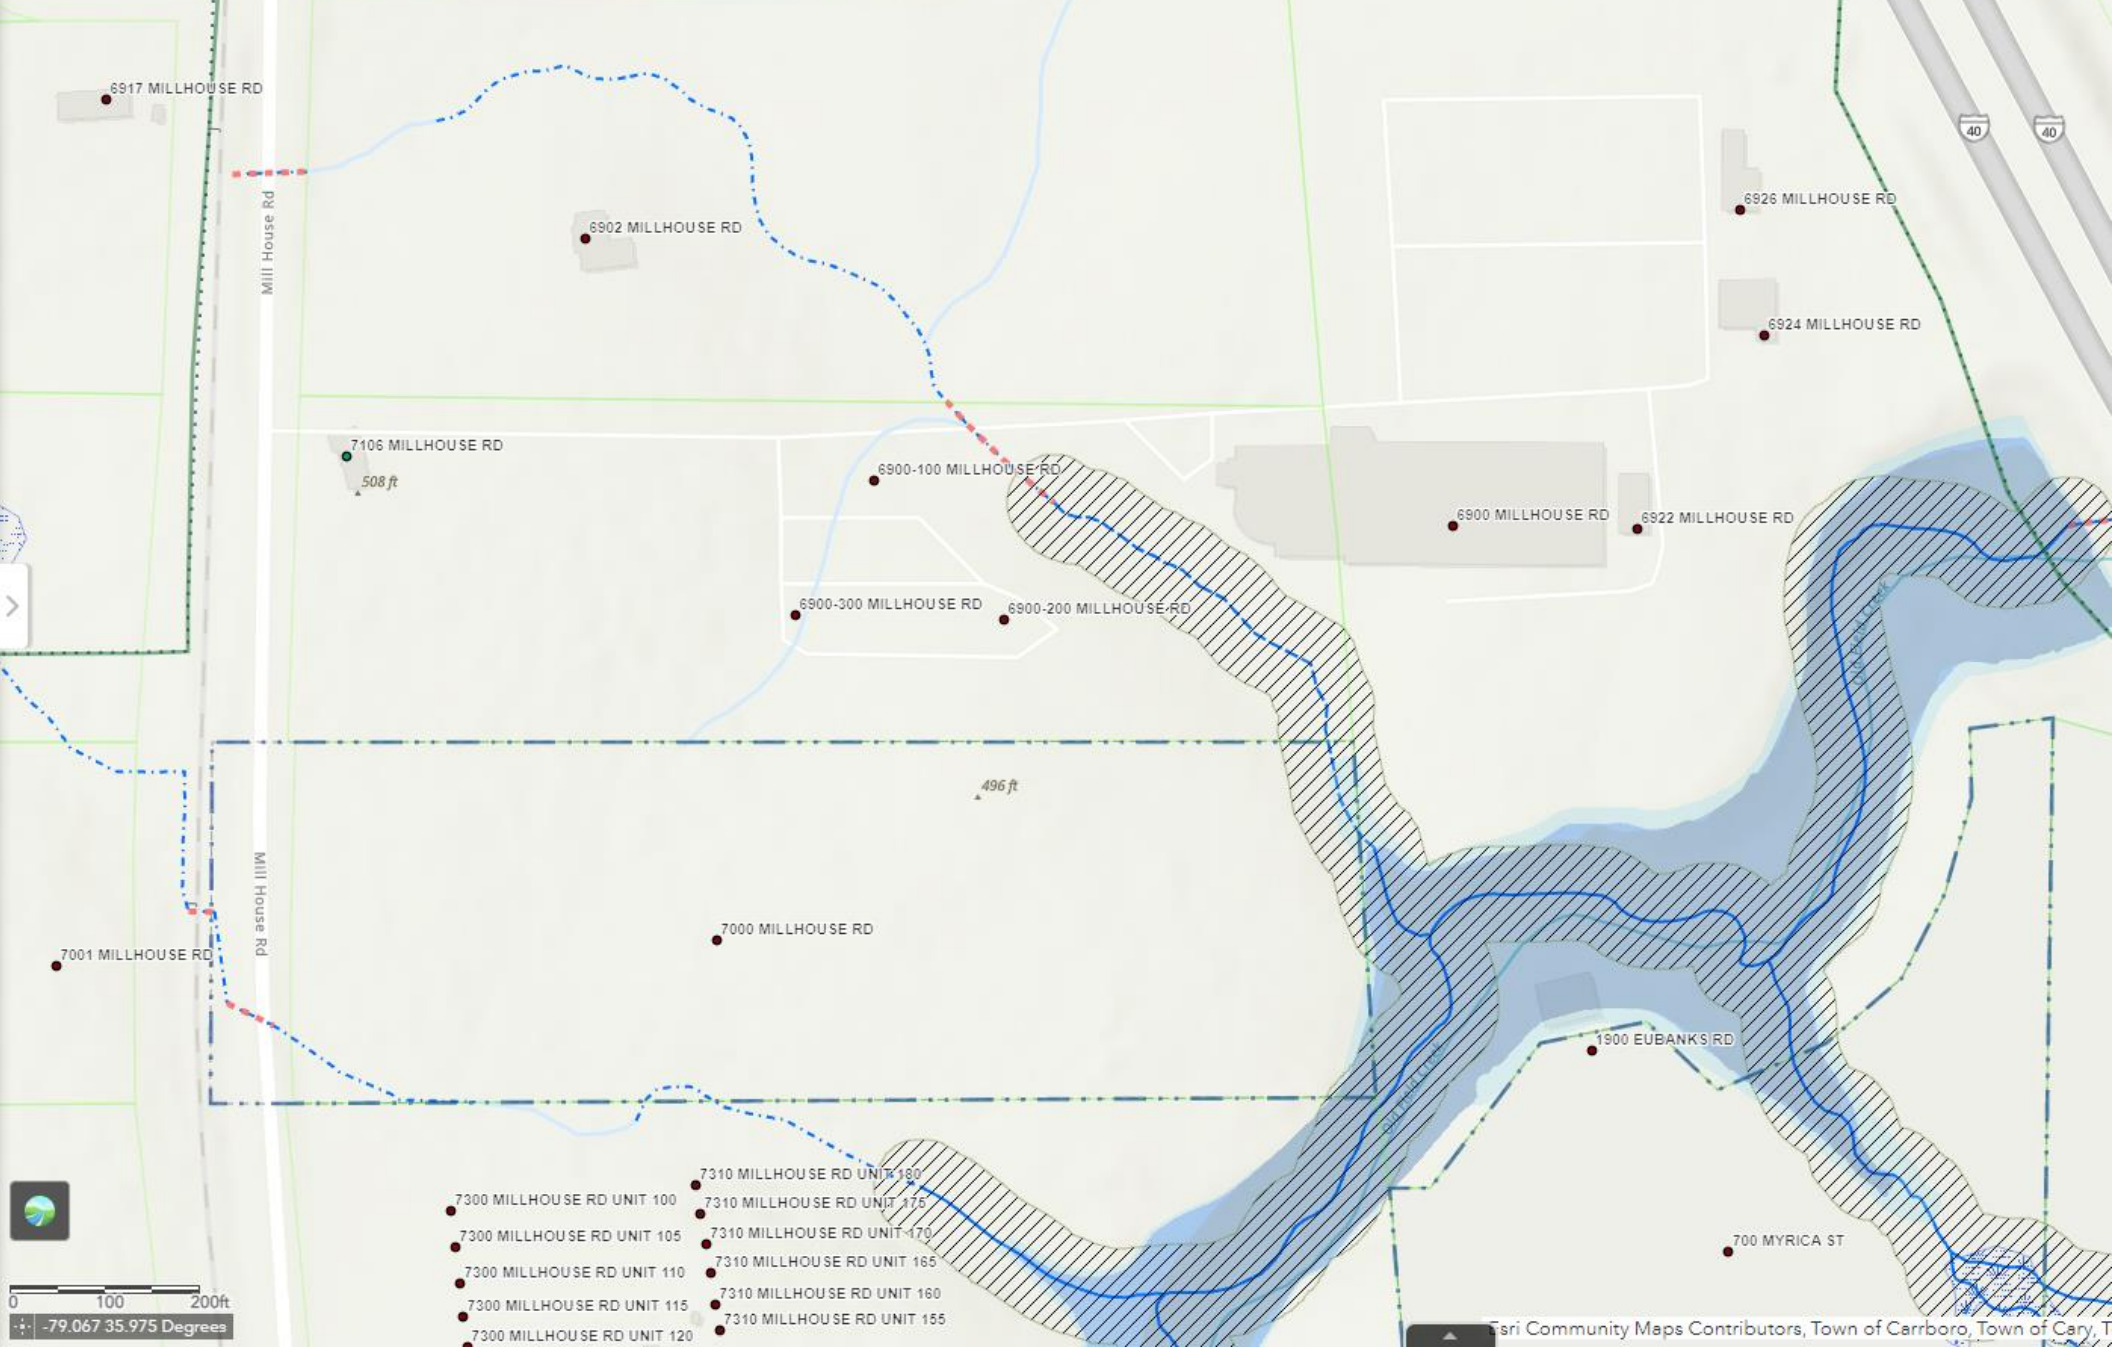 6917 MILLHOUSE RD
40
40
6926 MILLHOUSE RD
Mill House Rd
6902 MILLHOUSE RD
6924 MILLHOUSE RD
7106 MILLHOUSE RD
508 ft
6900-100 MILLHOUSE RD
6900 MILLHOUSE RD
6922 MILLHOUSE RD
6900-300 MILLHOUSE RD
6900-200 MILLHOUSE RD
Old Field Creek
496 ft
7000 MILLHOUSE RD
Mill House Rd
7001 MILLHOUSE RD
1900 EUBANKS RD
Old Field Creek
7310 MILLHOUSE RD UNIT 180
7300 MILLHOUSE RD UNIT 100
7310 MILLHOUSE RD UNIT 175
7300 MILLHOUSE RD UNIT 105
7310 MILLHOUSE RD UNIT 170
700 MYRICA ST
7310 MILLHOUSE RD UNIT 165
7300 MILLHOUSE RD UNIT 110
7310 MILLHOUSE RD UNIT 160
7300 MILLHOUSE RD UNIT 115
7310 MILLHOUSE RD UNIT 155
7300 MILLHOUSE RD UNIT 120
0 100 200ft
-79.067 35.975 Degrees
Esri Community Maps Contributors, Town of Carrboro, Town of Cary, T